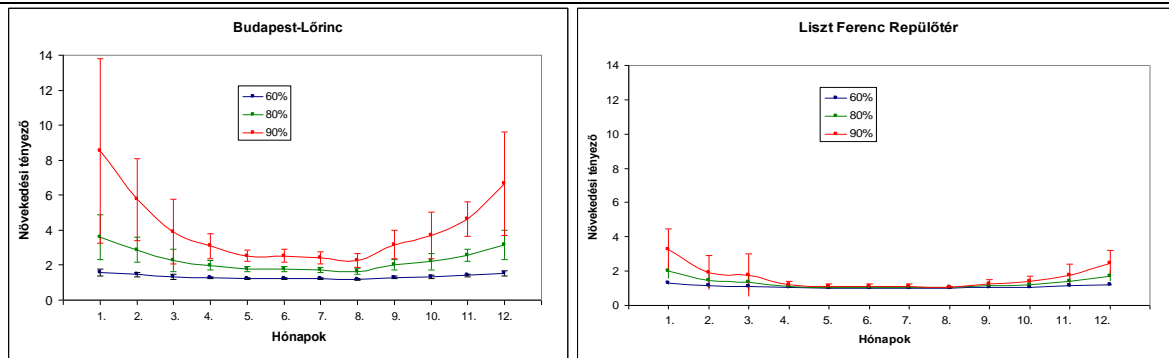 Budapest-Lőrinc
Növekedési tényező
14
12
10
8
6
4
2
0
60%
80%
90%
1. 2. 3. 4. 5. 6. 7. 8. 9. 10. 11. 12.
Hónapok
Liszt Ferenc Repülőtér
Növekedési tényező
14
12
10
8
6
4
2
0
60%
80%
90%
1. 2. 3. 4. 5. 6. 7. 8. 9. 10. 11. 12.
Hónapok